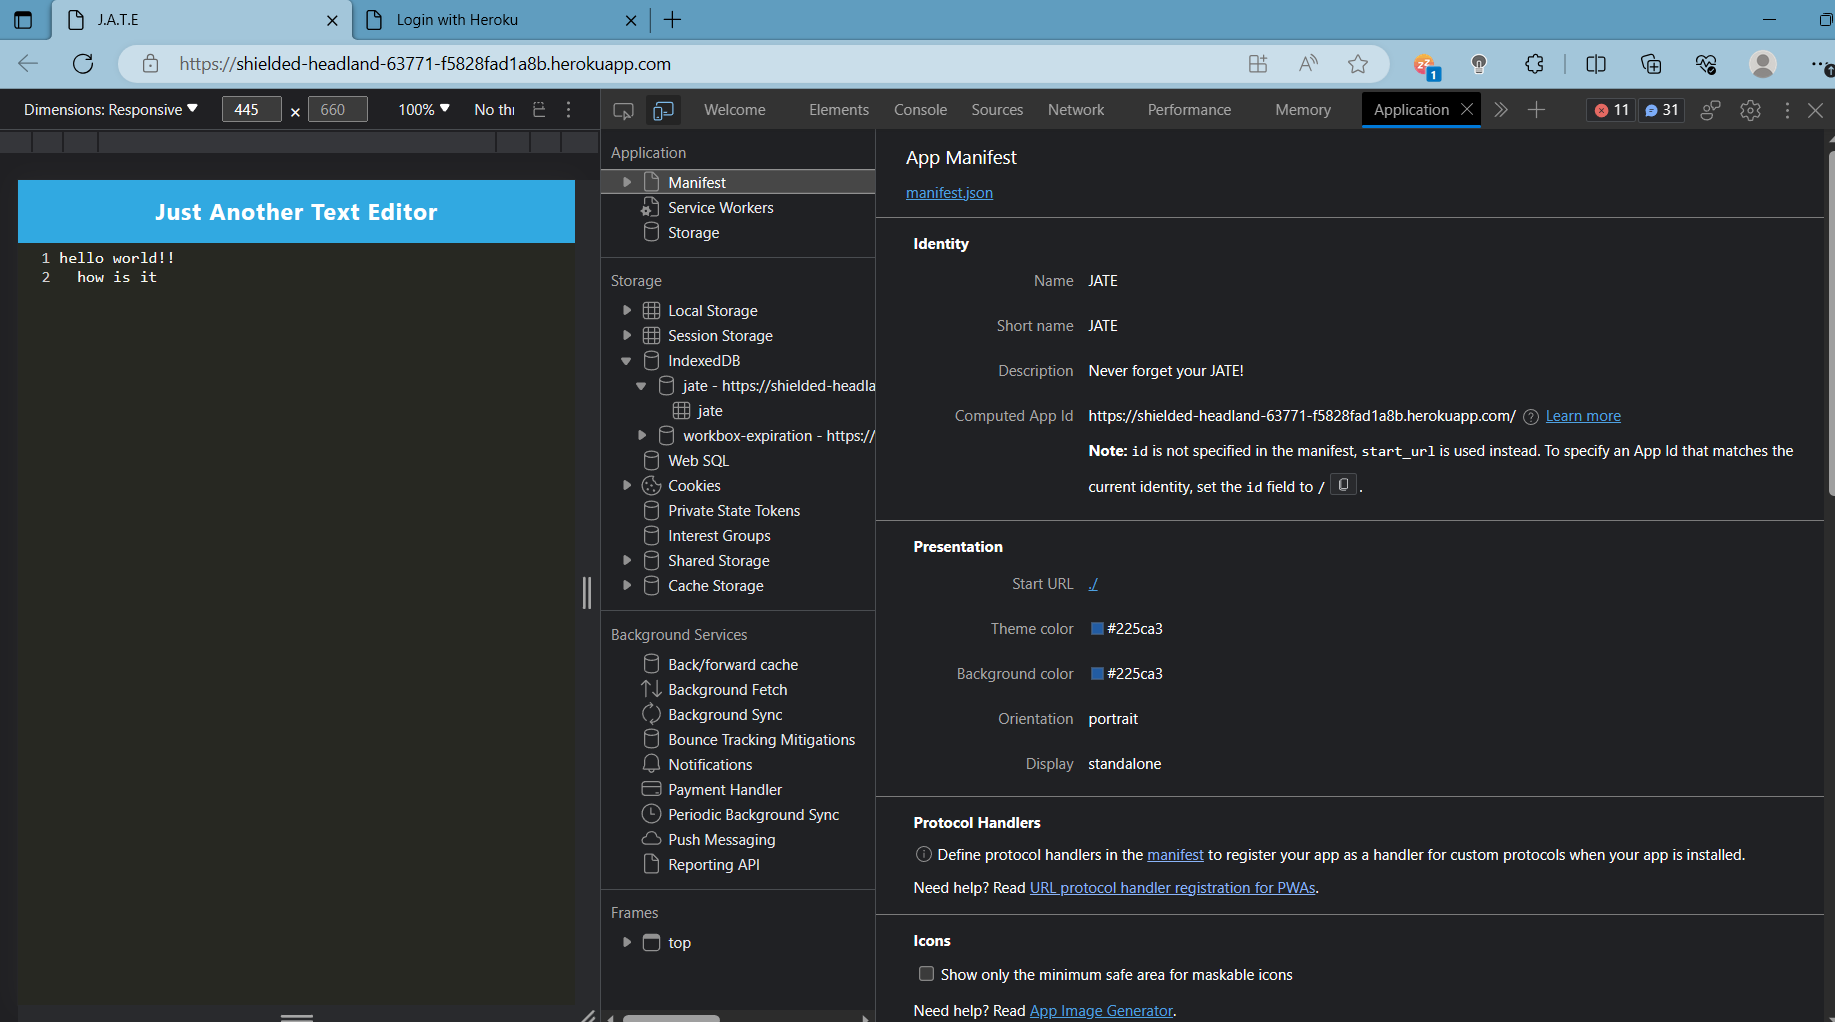 J.A.T.E
Login with Heroku
https://shielded-headland-63771-f5828fad1a8b.herokuapp.com
1
Dimensions: Responsive 445 x 660 100% No thr
Welcome Elements Console Sources Network Performance Memory Application 11 31
Just Another Text Editor
1 hello world!!
2 how is it
Application
Manifest
Service Workers
Storage
Storage
Local Storage
Session Storage
IndexedDB
jate - https://shielded-headla
jate
workbox-expiration - https://
Web SQL
Cookies
Private State Tokens
Interest Groups
Shared Storage
Cache Storage
Background Services
Back/forward cache
Background Fetch
Background Sync
Bounce Tracking Mitigations
Notifications
Payment Handler
Periodic Background Sync
Push Messaging
Reporting API
Frames
top
App Manifest
manifest.json
Identity
Name JATE
Short name JATE
Description Never forget your JATE!
Computed App Id https://shielded-headland-63771-f5828fad1a8b.herokuapp.com/ ? Learn more
Note: id is not specified in the manifest, start_url is used instead. To specify an App Id that matches the
current identity, set the id field to / .
Presentation
Start URL ./
Theme color #225ca3
Background color #225ca3
Orientation portrait
Display standalone
Protocol Handlers
Define protocol handlers in the manifest to register your app as a handler for custom protocols when your app is installed.
Need help? Read URL protocol handler registration for PWAs.
Icons
Show only the minimum safe area for maskable icons
Need help? Read App Image Generator.